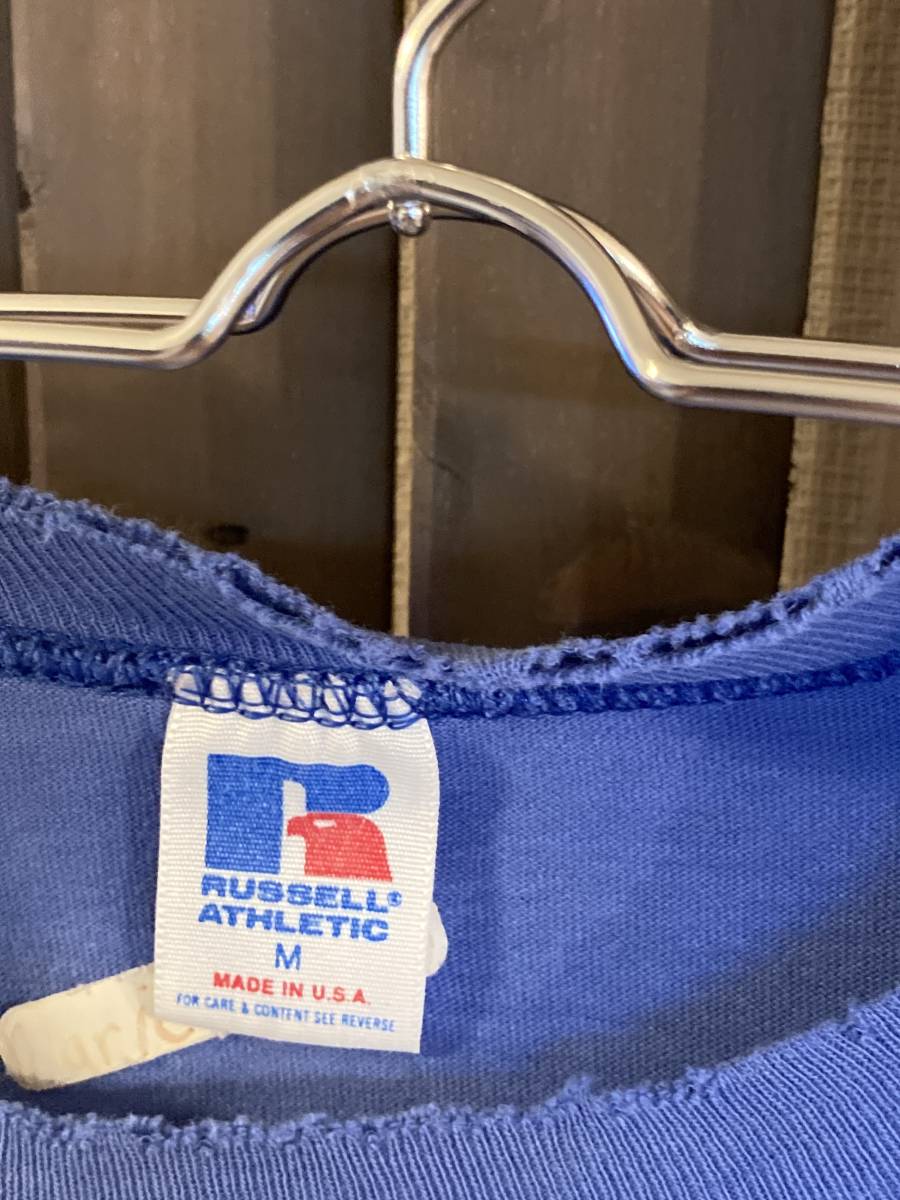 RUSSELL®
ATHLETIC
M
MADE IN U.S.A.
FOR CARE & CONTENT SEE REVERSE